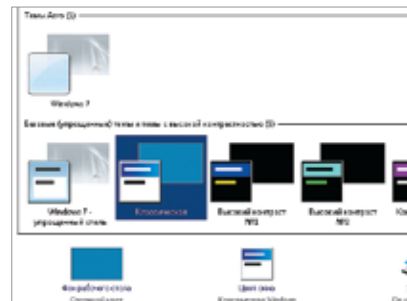 Темы Aero (1)
Windows 7
Базовые (упрощенные) темы и темы с высокой контрастностью (6)
Windows 7 - упрощенный стиль
Классическая
Высокий контраст №1
Высокий контраст №2
Фон рабочего стола
Цвет окна